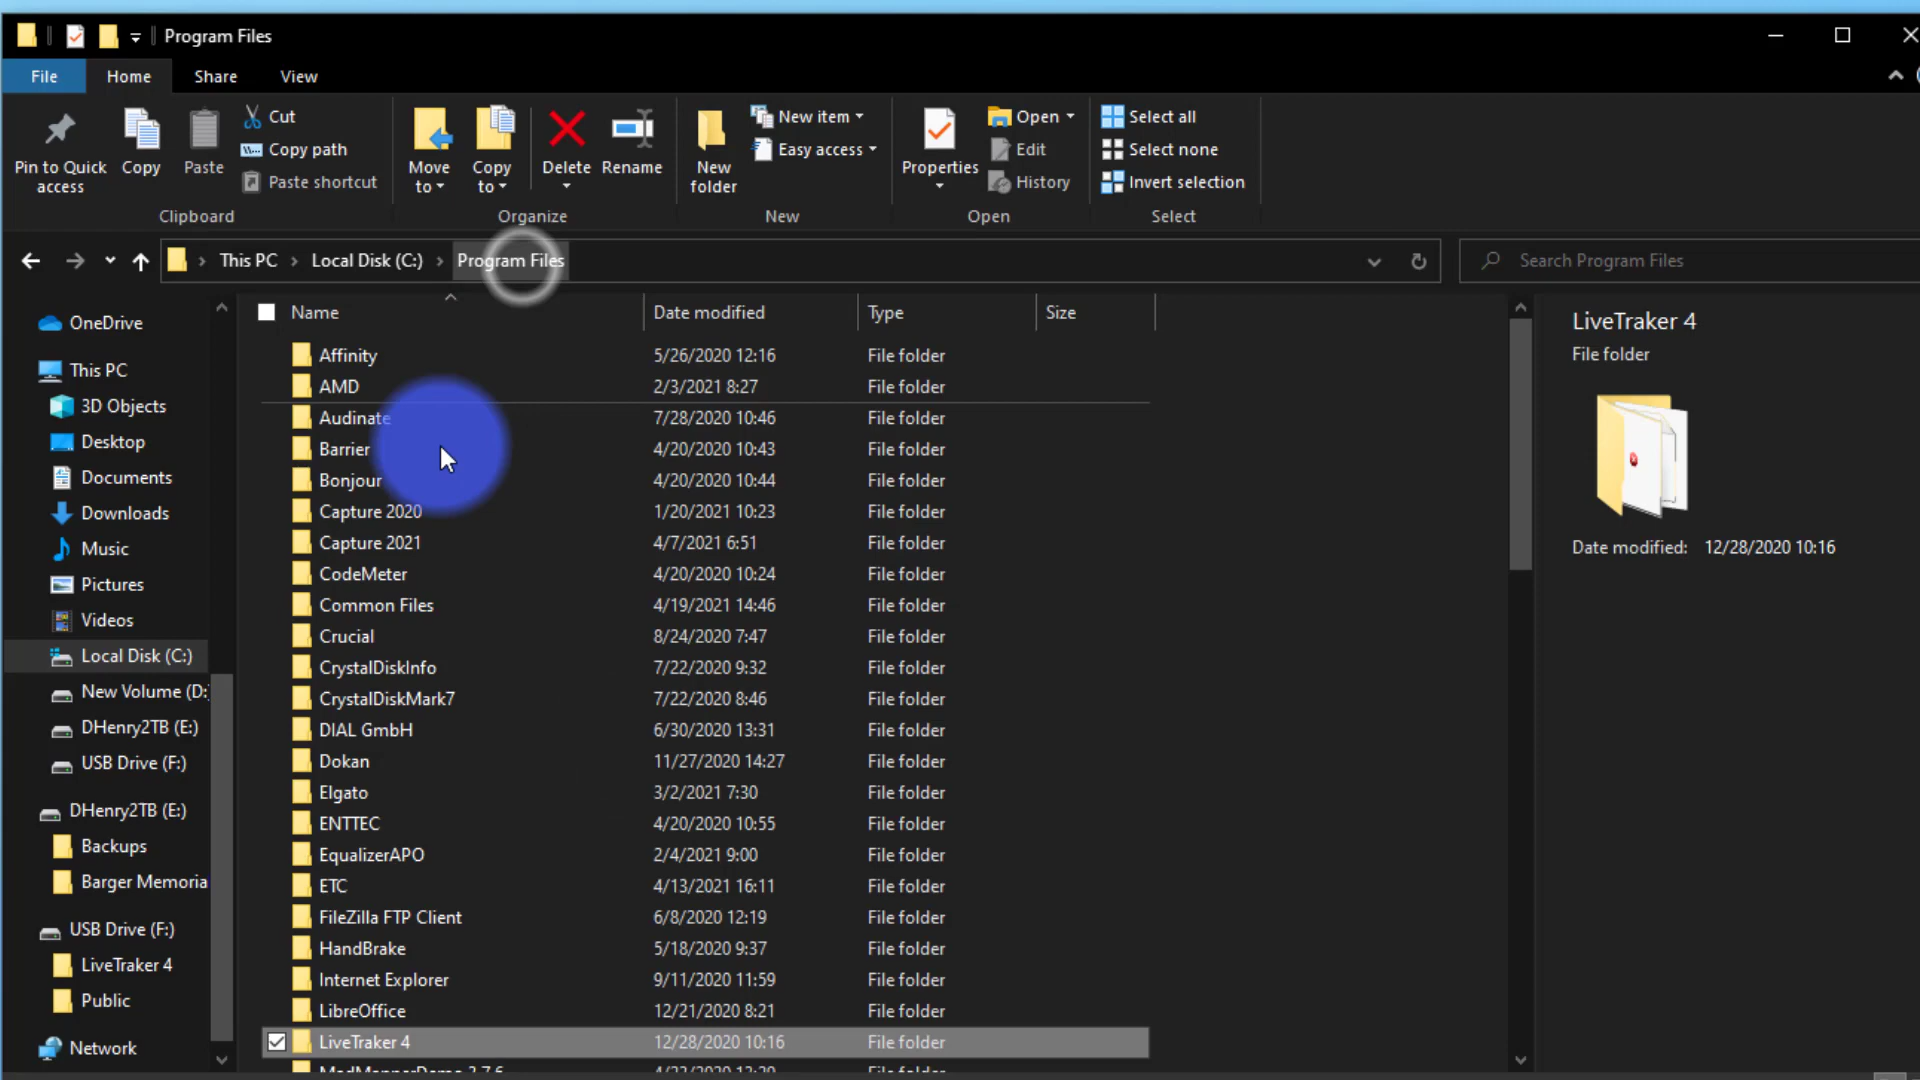 Program Files
File Home Share View
Pin to Quick access
Copy
Paste
Cut
Copy path
Paste shortcut
Clipboard
Move to
Copy to
Delete
Rename
Organize
New folder
New item
Easy access
New
Properties
Open
Edit
History
Open
Select all
Select none
Invert selection
Select
This PC > Local Disk (C:) > Program Files
Search Program Files
OneDrive
This PC
3D Objects
Desktop
Documents
Downloads
Music
Pictures
Videos
Local Disk (C:)
New Volume (D:)
DHenry2TB (E:)
USB Drive (F:)
DHenry2TB (E:)
Backups
Barger Memoria
USB Drive (F:)
LiveTraker 4
Public
Network
Name Date modified Type Size
Affinity 5/26/2020 12:16 File folder
AMD 2/3/2021 8:27 File folder
Audinate 7/28/2020 10:46 File folder
Barrier 4/20/2020 10:43 File folder
Bonjour 4/20/2020 10:44 File folder
Capture 2020 1/20/2021 10:23 File folder
Capture 2021 4/7/2021 6:51 File folder
CodeMeter 4/20/2020 10:24 File folder
Common Files 4/19/2021 14:46 File folder
Crucial 8/24/2020 7:47 File folder
CrystalDiskInfo 7/22/2020 9:32 File folder
CrystalDiskMark7 7/22/2020 8:46 File folder
DIAL GmbH 6/30/2020 13:31 File folder
Dokan 11/27/2020 14:27 File folder
Elgato 3/2/2021 7:30 File folder
ENTTEC 4/20/2020 10:55 File folder
EqualizerAPO 2/4/2021 9:00 File folder
ETC 4/13/2021 16:11 File folder
FileZilla FTP Client 6/8/2020 12:19 File folder
HandBrake 5/18/2020 9:37 File folder
Internet Explorer 9/11/2020 11:59 File folder
LibreOffice 12/21/2020 8:21 File folder
LiveTraker 4 12/28/2020 10:16 File folder
LiveTraker 4
File folder
Date modified: 12/28/2020 10:16